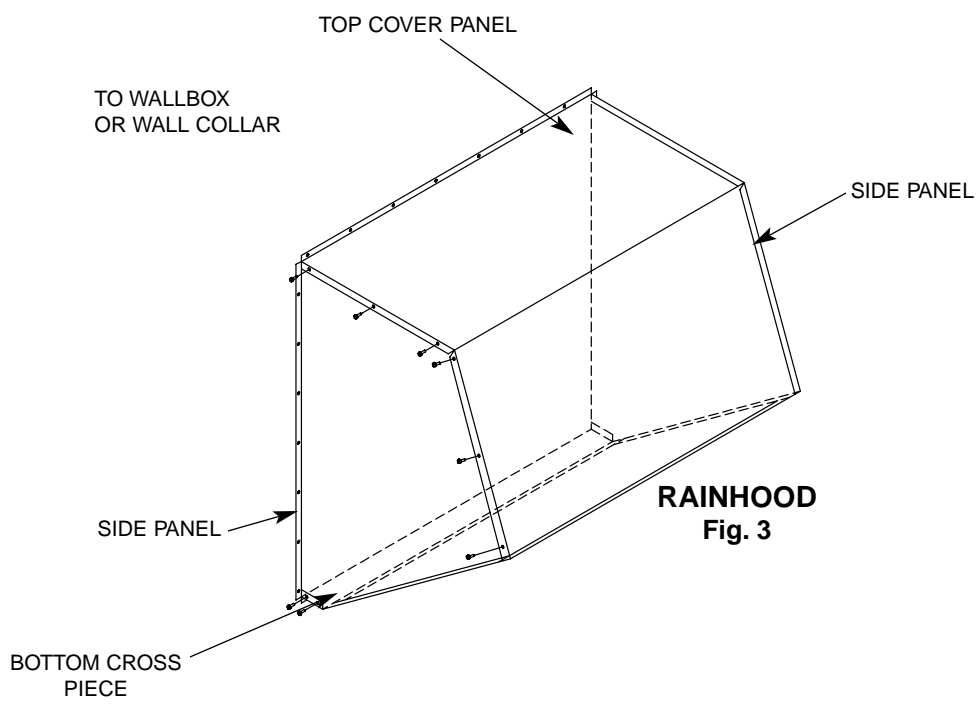 TOP COVER PANEL
TO WALLBOX
OR WALL COLLAR
SIDE PANEL
RAINHOOD
Fig. 3
SIDE PANEL
BOTTOM CROSS
PIECE